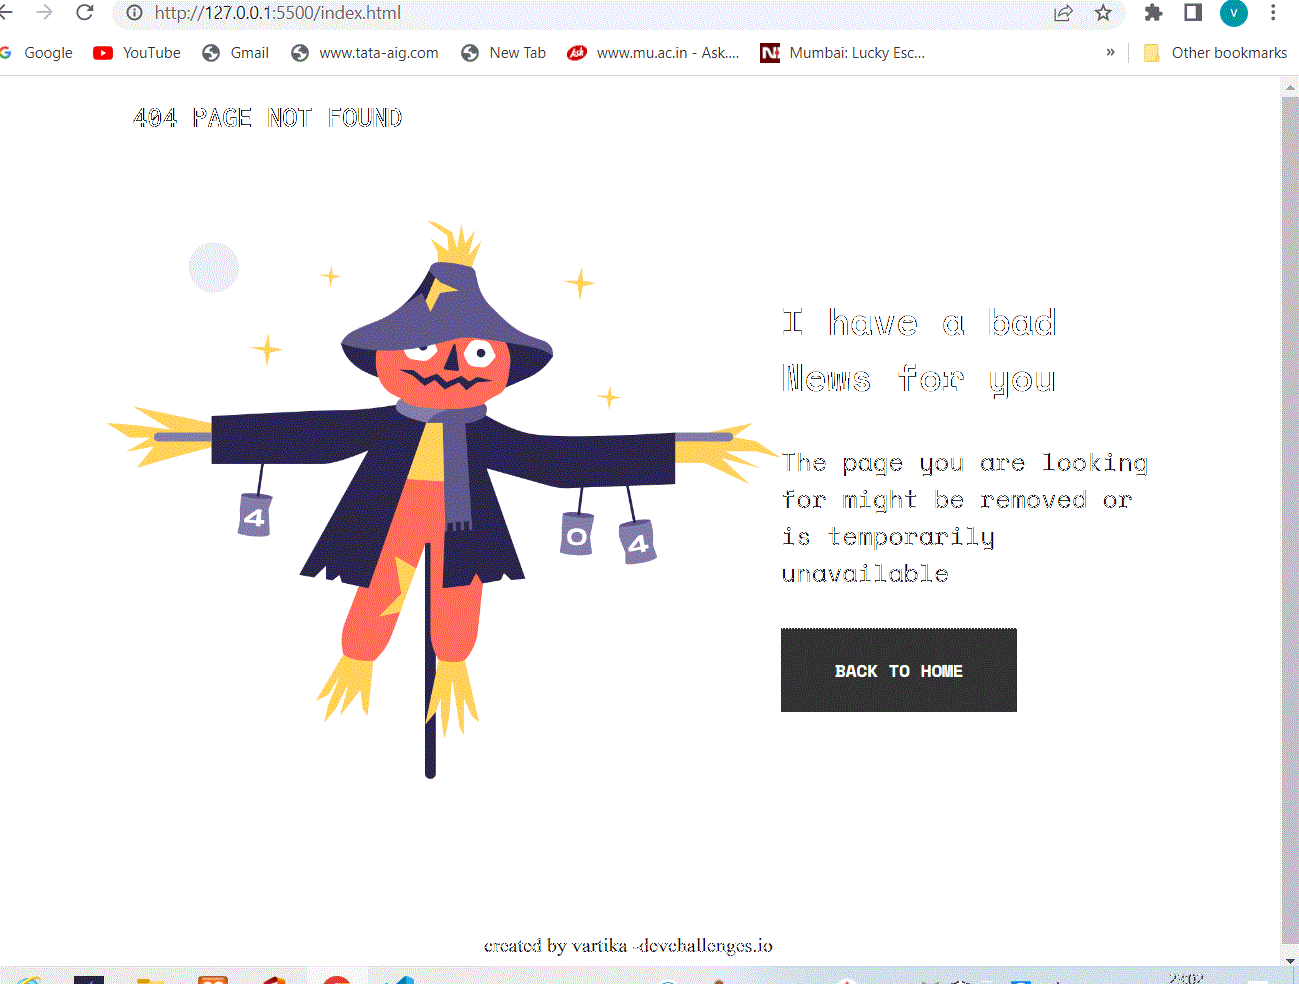 http://127.0.0.1:5500/index.html
V
Google YouTube Gmail www.tata-aig.com New Tab Ask www.mu.ac.in - Ask.... N Mumbai: Lucky Esc... » Other bookmarks
404 PAGE NOT FOUND
I have a bad
News for you
The page you are looking
for might be removed or
is temporarily
unavailable
4
0
4
BACK TO HOME
created by vartika -devchallenges.io
23:02